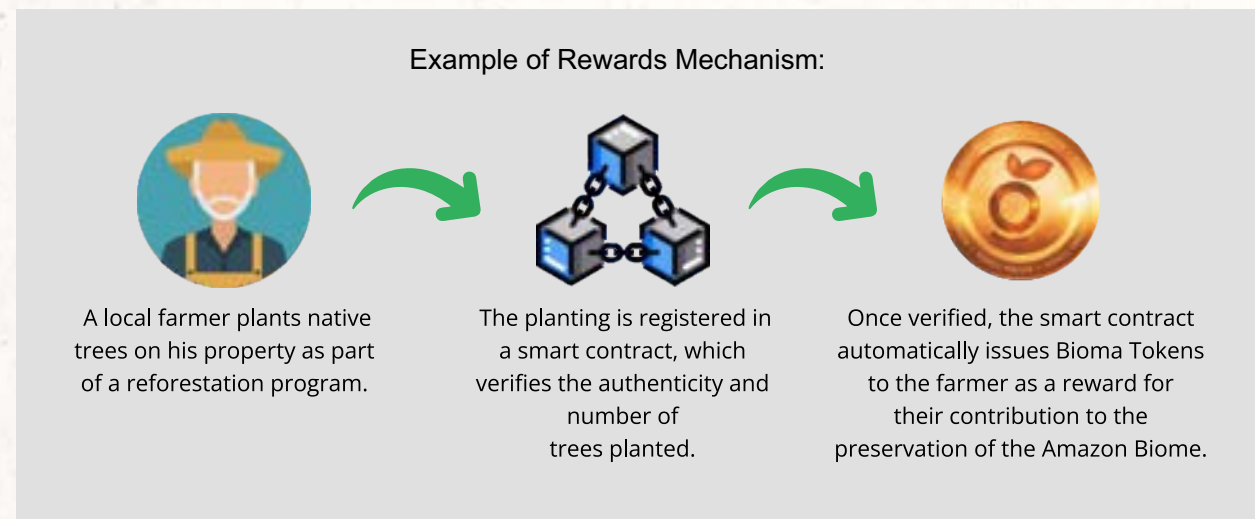 Example of Rewards Mechanism:
A local farmer plants native
trees on his property as part
of a reforestation program.
The planting is registered in
a smart contract, which
verifies the authenticity and
number of
trees planted.
Once verified, the smart contract
automatically issues Bioma Tokens
to the farmer as a reward for
their contribution to the
preservation of the Amazon Biome.